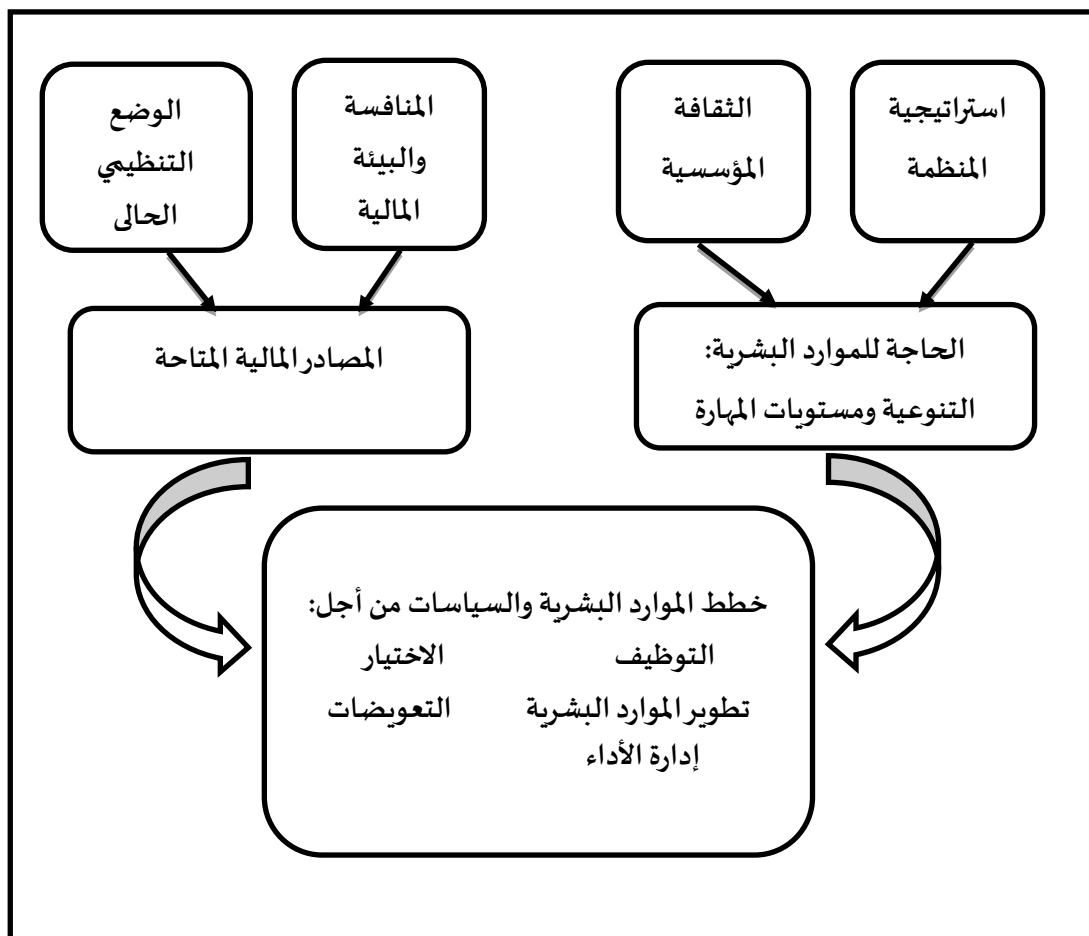 استراتيجية
المنظمة
الثقافة
المؤسسية
المنافسة
والبيئة
المالية
الوضع
التنظيمي
الحالى
الحاجة للموارد البشرية:
التنوعية ومستويات المهارة
المصادر المالية المتاحة
خطط الموارد البشرية والسياسات من أجل:
التوظيف الاختيار
تطوير الموارد البشرية التعويضات
إدارة الأداء